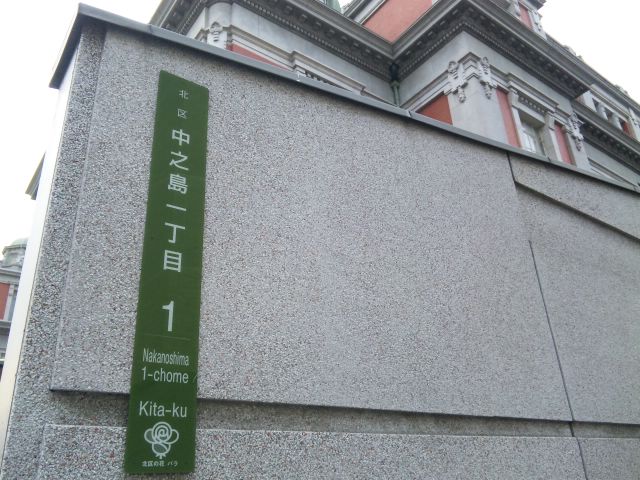 北区
中之島一丁目
1
Nakanoshima
1-chome
Kita-ku
北区の花 バラ